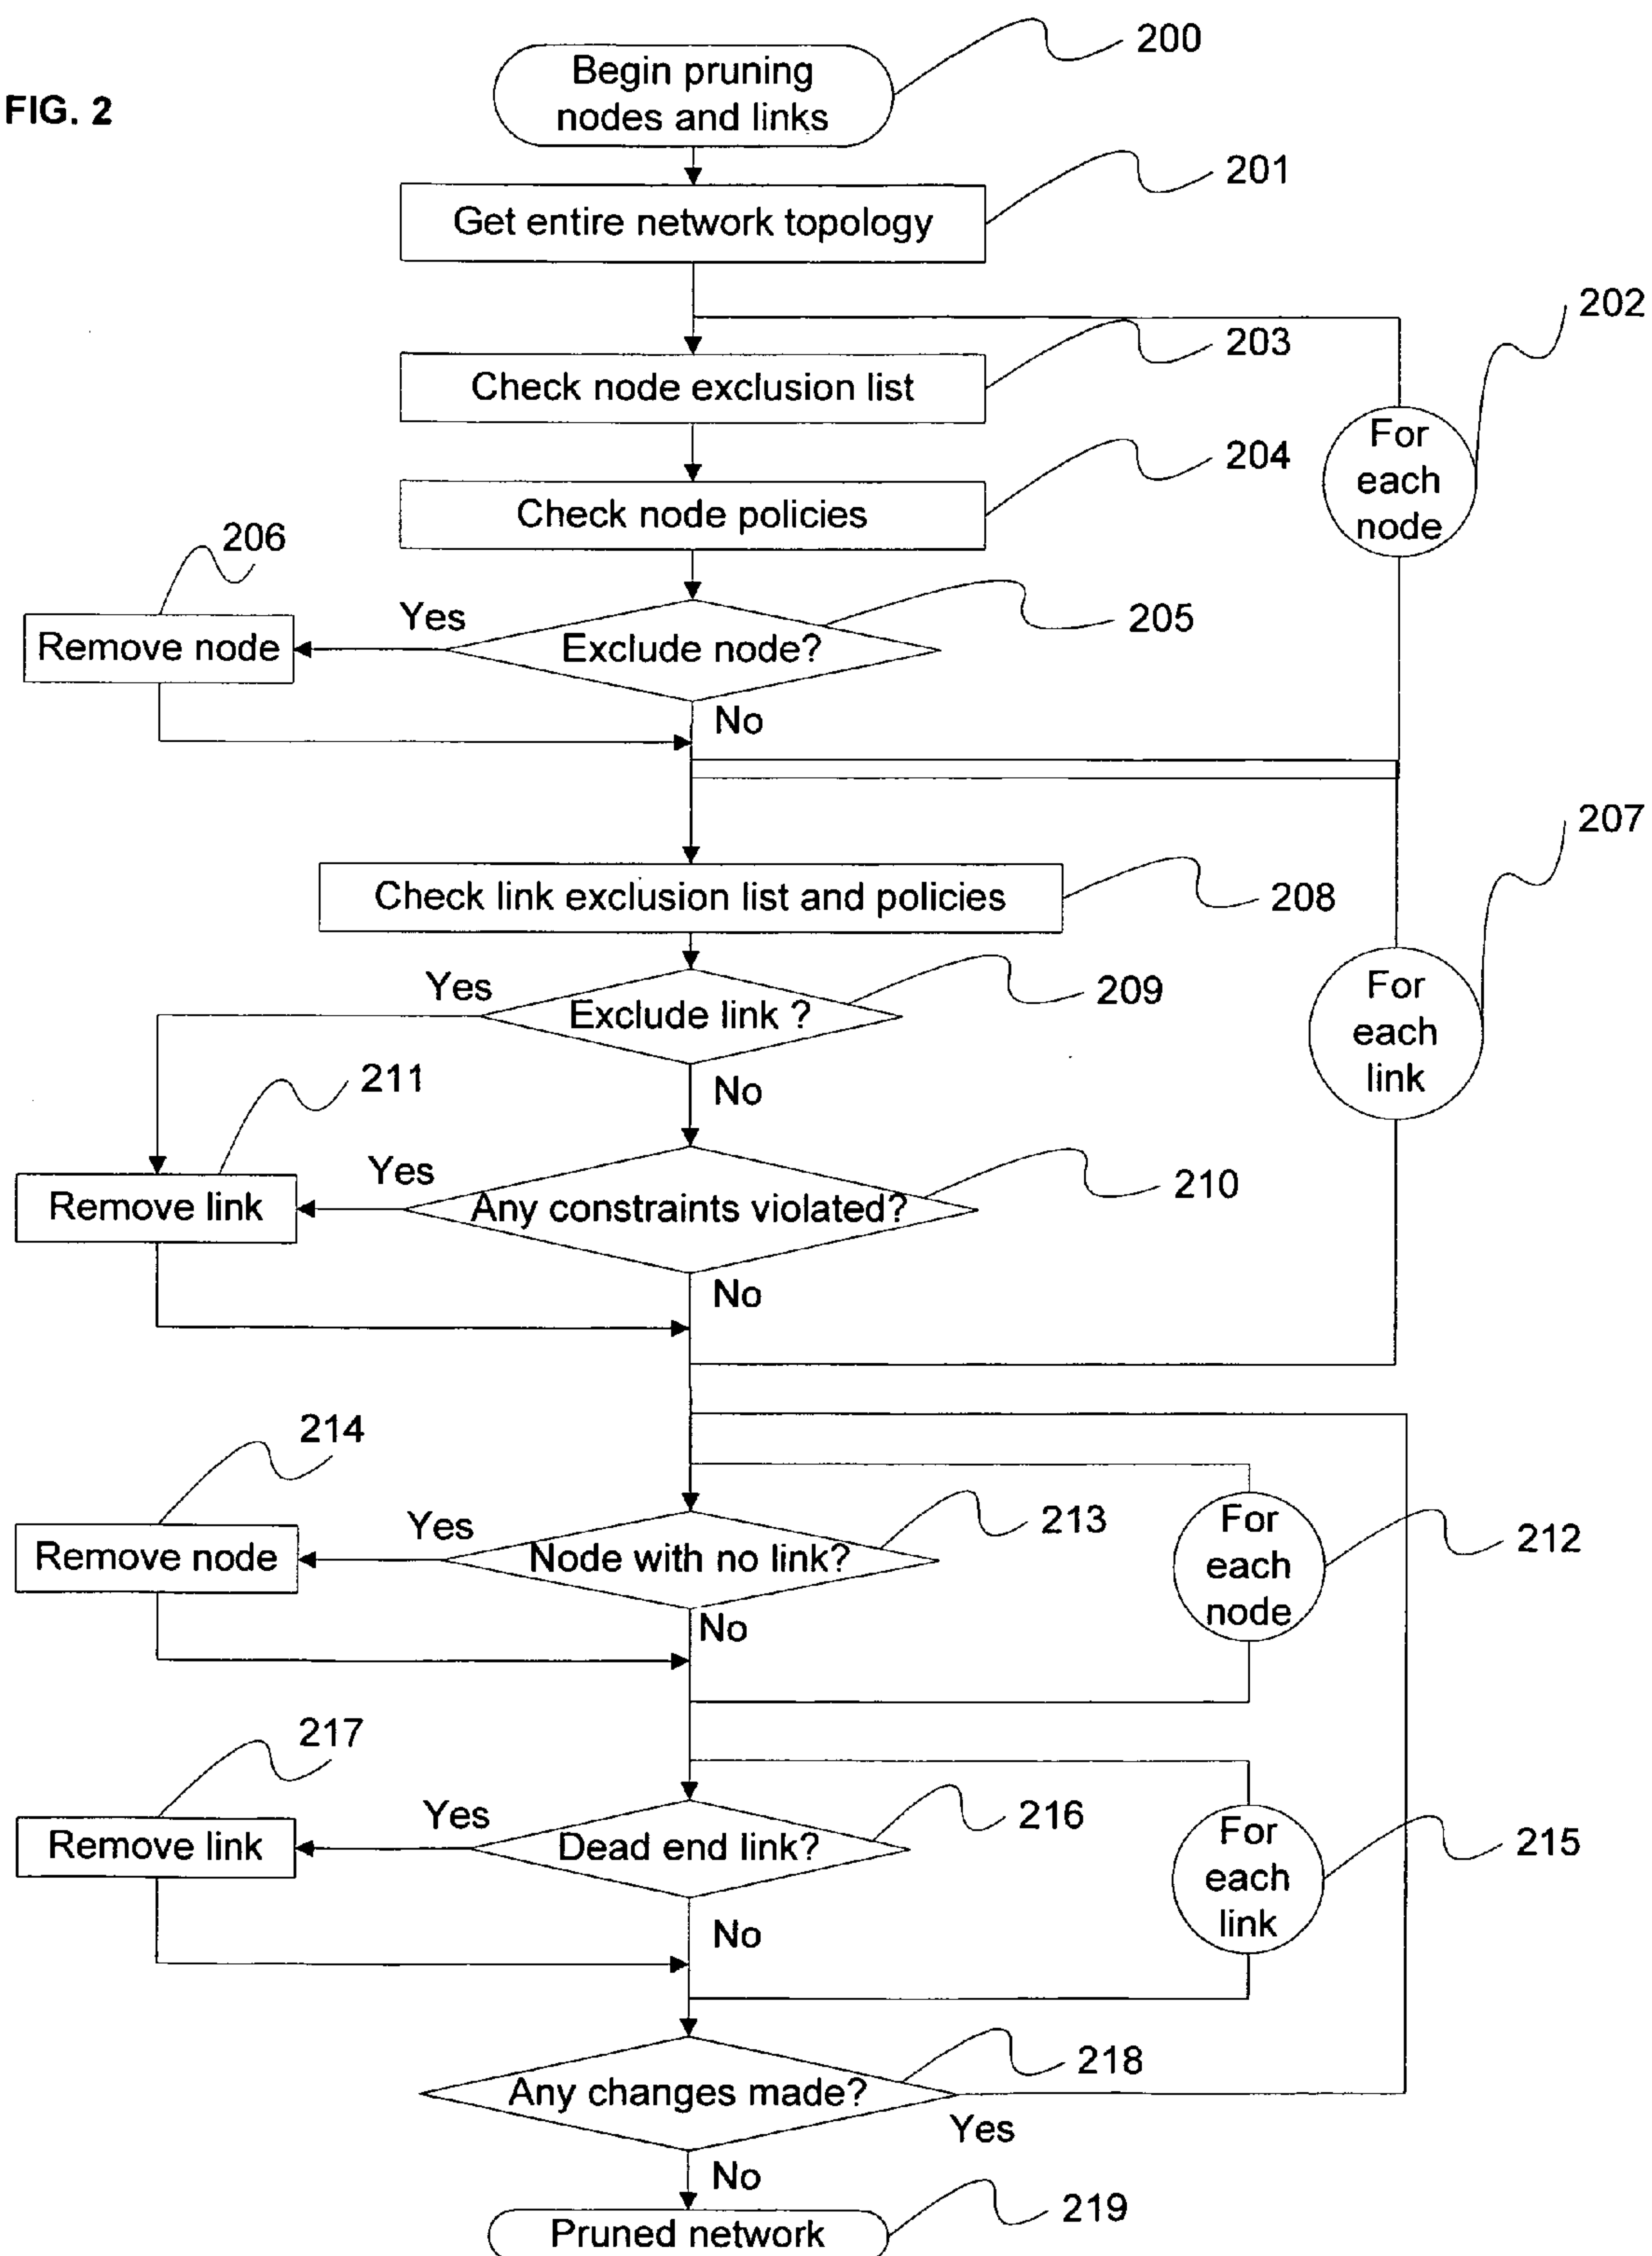 FIG. 2
Begin pruning
nodes and links
200
Get entire network topology
201
202
Check node exclusion list
203
For
each
node
Check node policies
204
206
Yes
Remove node
Exclude node?
205
No
207
Check link exclusion list and policies
208
Yes
Exclude link ?
209
For
each
link
No
211
Yes
Remove link
Any constraints violated?
210
No
214
Yes
Remove node
Node with no link?
213
For
each
node
212
No
217
Yes
Remove link
Dead end link?
216
For
each
link
215
No
Any changes made?
218
Yes
No
Pruned network
219